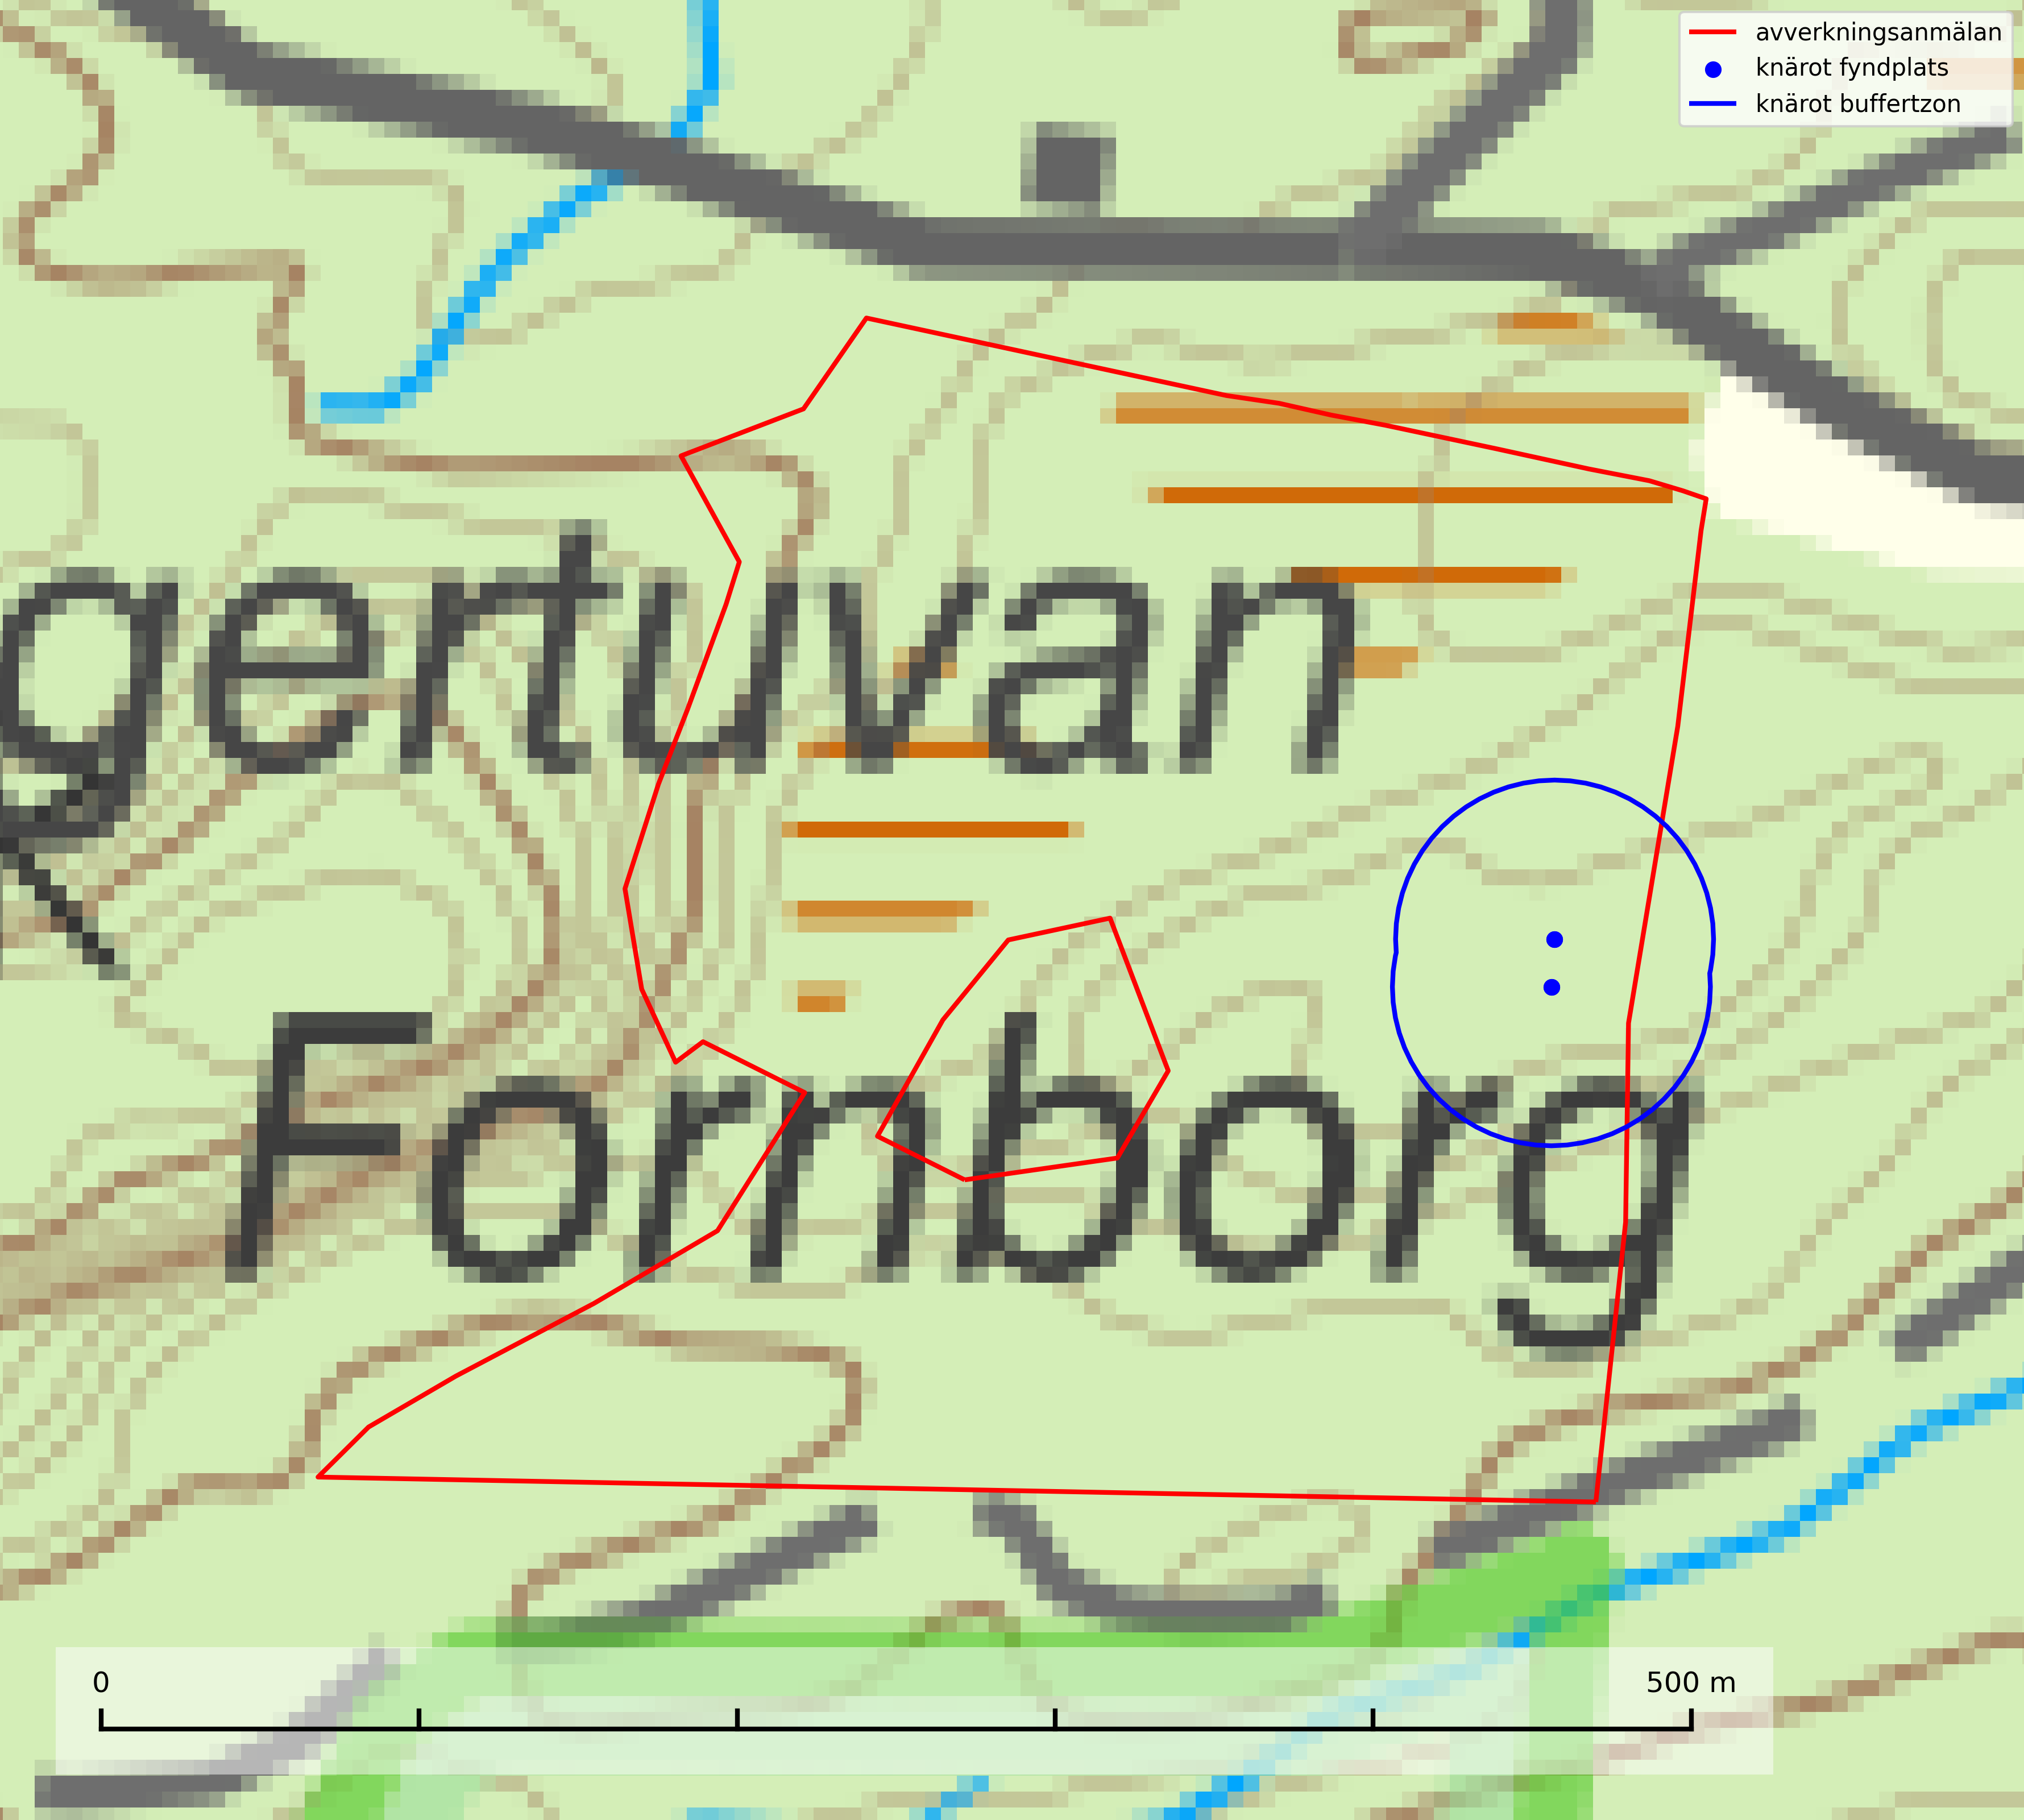 avverkningsanmälan
knärot fyndplats
knärot buffertzon
gertuvan
Fornborg
0
500 m